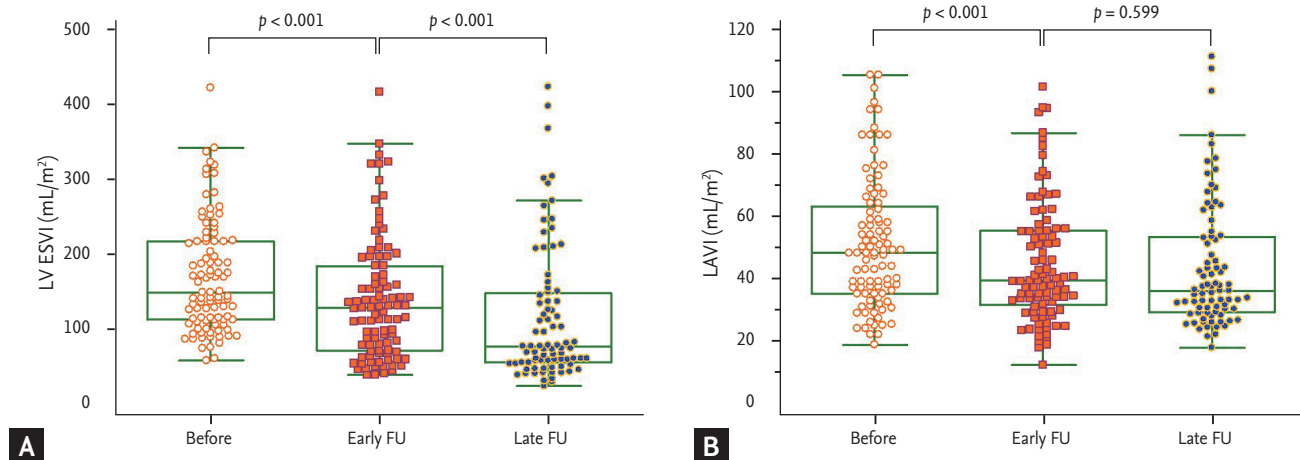 p < 0.001
p < 0.001
500
400
300
200
100
0
LV ESVI (mL/m²)
Before
Early FU
Late FU
A
p < 0.001
p = 0.599
120
100
80
60
40
20
0
LAVI (mL/m²)
Before
Early FU
Late FU
B